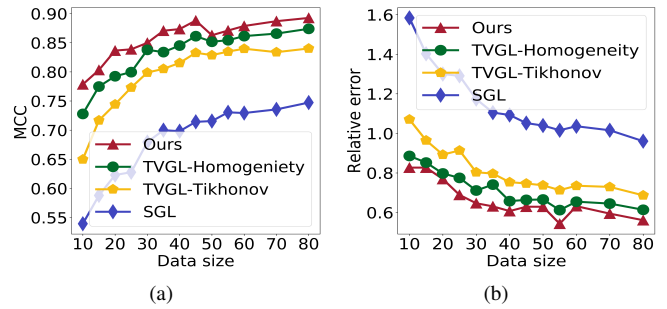 0.90
0.85
0.80
0.75
0.70
0.65
0.60
0.55
MCC
Ours
TVGL-Homogeniety
TVGL-Tikhonov
SGL
10 20 30 40 50 60 70 80
Data size
(a)
1.6
1.4
1.2
1.0
0.8
0.6
Relative error
Ours
TVGL-Homogeneity
TVGL-Tikhonov
SGL
10 20 30 40 50 60 70 80
Data size
(b)